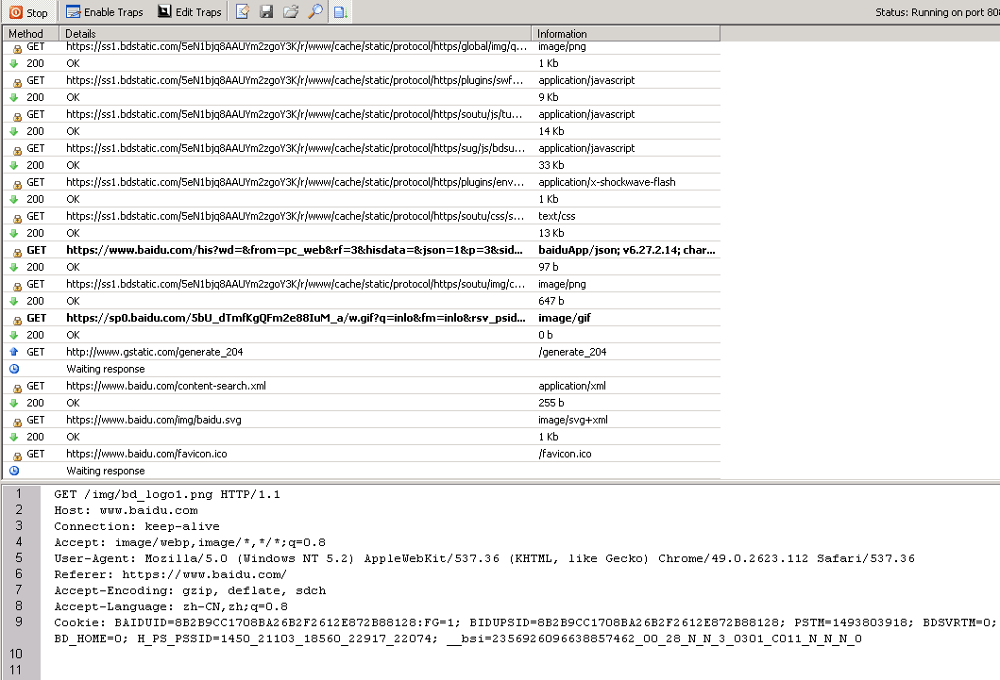 Stop Enable Traps Edit Traps Status: Running on port 808
Method Details Information
GET https://ss1.bdstatic.com/5eN1bjq8AAUYm2zgoY3K/r/www/cache/static/protocol/https/global/img/q... image/png
200 OK 1 Kb
GET https://ss1.bdstatic.com/5eN1bjq8AAUYm2zgoY3K/r/www/cache/static/protocol/https/plugins/swf... application/javascript
200 OK 9 Kb
GET https://ss1.bdstatic.com/5eN1bjq8AAUYm2zgoY3K/r/www/cache/static/protocol/https/soutu/js/tu... application/javascript
200 OK 14 Kb
GET https://ss1.bdstatic.com/5eN1bjq8AAUYm2zgoY3K/r/www/cache/static/protocol/https/sug/js/bdsu... application/javascript
200 OK 33 Kb
GET https://ss1.bdstatic.com/5eN1bjq8AAUYm2zgoY3K/r/www/cache/static/protocol/https/plugins/env... application/x-shockwave-flash
200 OK 1 Kb
GET https://ss1.bdstatic.com/5eN1bjq8AAUYm2zgoY3K/r/www/cache/static/protocol/https/soutu/css/s... text/css
200 OK 13 Kb
GET https://www.baidu.com/his?wd=&from=pc_web&rf=3&hisdata=&json=1&p=3&sid... baiduApp/json; v6.27.2.14; char...
200 OK 97 b
GET https://ss1.bdstatic.com/5eN1bjq8AAUYm2zgoY3K/r/www/cache/static/protocol/https/soutu/img/c... image/png
200 OK 647 b
GET https://sp0.baidu.com/5bU_dTmfKgQFm2e88IuM_a/w.gif?q=inlo&fm=inlo&rsv_psid... image/gif
200 OK 0 b
GET http://www.gstatic.com/generate_204 /generate_204
Waiting response
GET https://www.baidu.com/content-search.xml application/xml
200 OK 255 b
GET https://www.baidu.com/img/baidu.svg image/svg+xml
200 OK 1 Kb
GET https://www.baidu.com/favicon.ico /favicon.ico
Waiting response
1 GET /img/bd_logo1.png HTTP/1.1
2 Host: www.baidu.com
3 Connection: keep-alive
4 Accept: image/webp,image/*,*/*;q=0.8
5 User-Agent: Mozilla/5.0 (Windows NT 5.2) AppleWebKit/537.36 (KHTML, like Gecko) Chrome/49.0.2623.112 Safari/537.36
6 Referer: https://www.baidu.com/
7 Accept-Encoding: gzip, deflate, sdch
8 Accept-Language: zh-CN,zh;q=0.8
9 Cookie: BAIDUID=8B2B9CC1708BA26B2F2612E872B88128:FG=1; BIDUPSID=8B2B9CC1708BA26B2F2612E872B88128; PSTM=1493803918; BDSVRTM=0;
BD_HOME=0; H_PS_PSSID=1450_21103_18560_22917_22074; __bsi=2356926096638857462_00_28_N_N_3_0301_C011_N_N_N_0
10
11